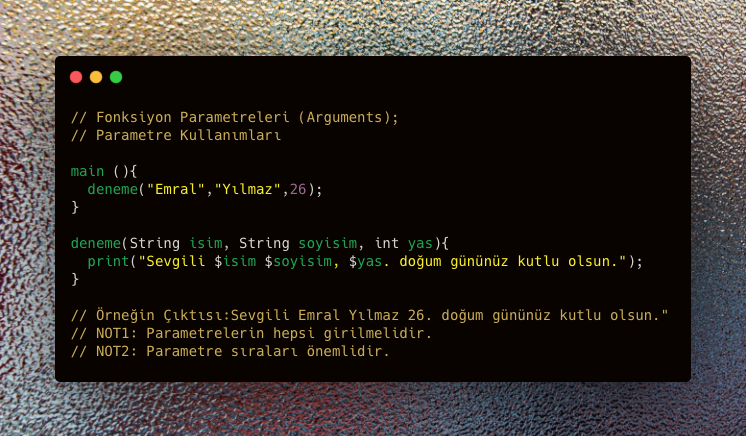 // Fonksiyon Parametreleri (Arguments);
// Parametre Kullanımları
main (){
  deneme("Emral","Yılmaz",26);
}
deneme(String isim, String soyisim, int yas){
  print("Sevgili $isim $soyisim, $yas. doğum gününüz kutlu olsun.");
}
// Örneğin Çıktısı:Sevgili Emral Yılmaz 26. doğum gününüz kutlu olsun."
// NOT1: Parametrelerin hepsi girilmelidir.
// NOT2: Parametre sıraları önemlidir.